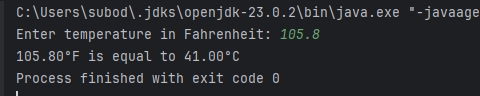 C:\Users\subod\.jdks\openjdk-23.0.2\bin\java.exe "-javaage
Enter temperature in Fahrenheit: 105.8
105.80°F is equal to 41.00°C
Process finished with exit code 0